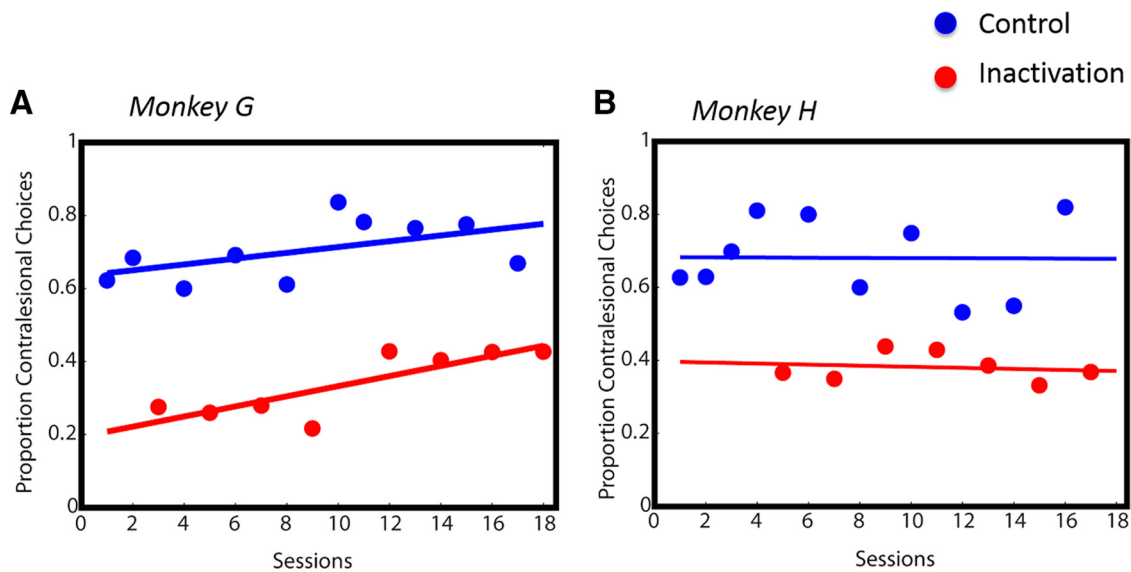 Control
Inactivation
A
Monkey G
Proportion Contralesional Choices
1
0.8
0.6
0.4
0.2
0
0 2 4 6 8 10 12 14 16 18
Sessions
B
Monkey H
Proportion Contralesional Choices
1
0.8
0.6
0.4
0.2
0
0 2 4 6 8 10 12 14 16 18
Sessions